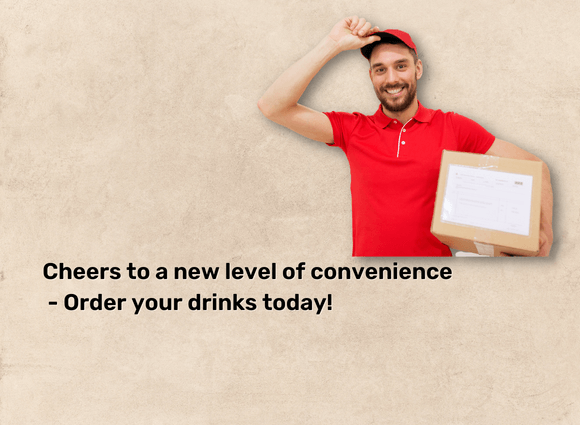 Cheers to a new level of convenience
- Order your drinks today!